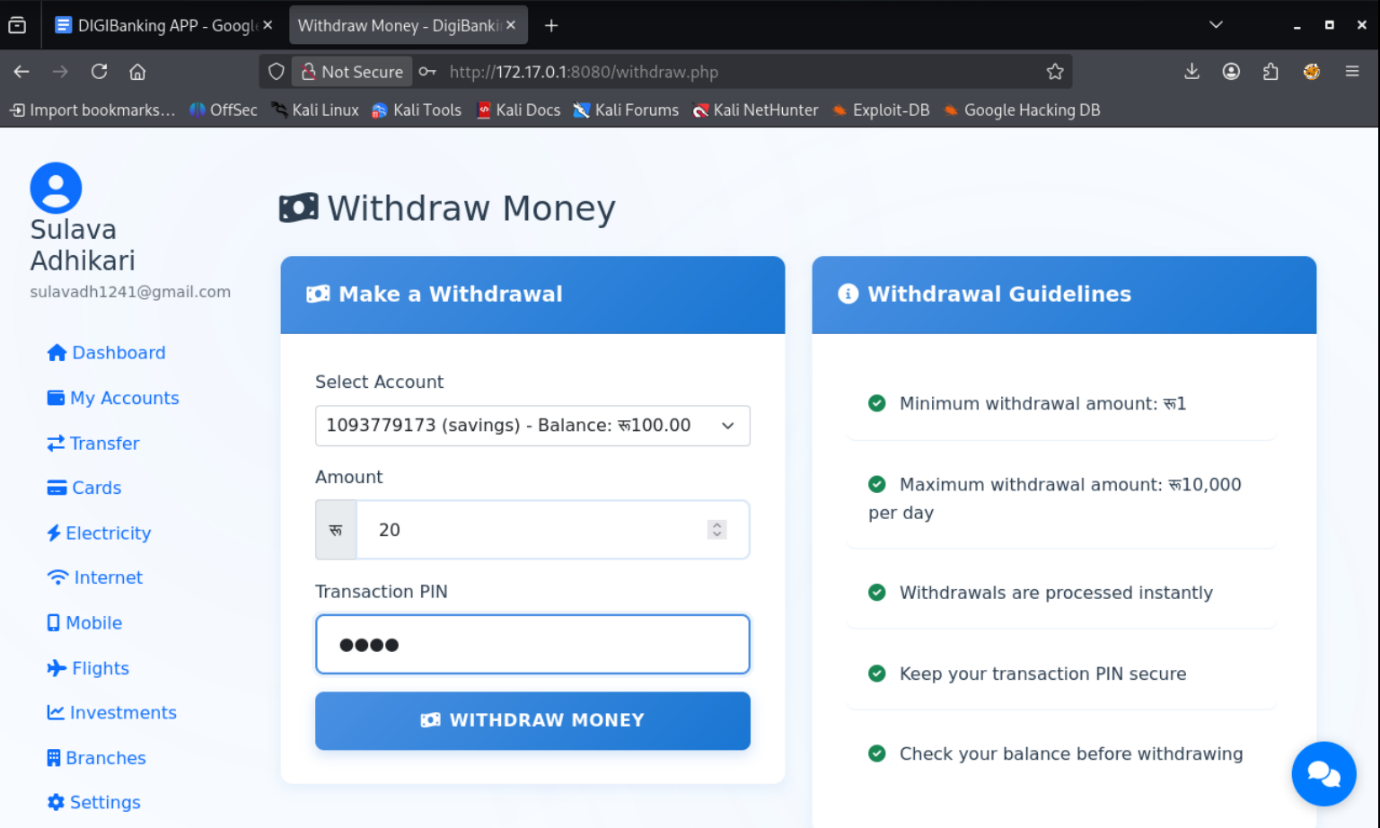 DIGIBanking APP - Googl
Withdraw Money - DigiBanki
Not Secure
http://172.17.0.1:8080/withdraw.php
Import bookmarks...
OffSec
Kali Linux
Kali Tools
Kali Docs
Kali Forums
Kali NetHunter
Exploit-DB
Google Hacking DB
Sulava
Adhikari
sulavadh1241@gmail.com
Dashboard
My Accounts
Transfer
Cards
Electricity
Internet
Mobile
Flights
Investments
Branches
Settings
Withdraw Money
Make a Withdrawal
Select Account
1093779173 (savings) - Balance: रू100.00
Amount
रू 20
Transaction PIN
●●●●
WITHDRAW MONEY
Withdrawal Guidelines
Minimum withdrawal amount: रू1
Maximum withdrawal amount: रू10,000
per day
Withdrawals are processed instantly
Keep your transaction PIN secure
Check your balance before withdrawing